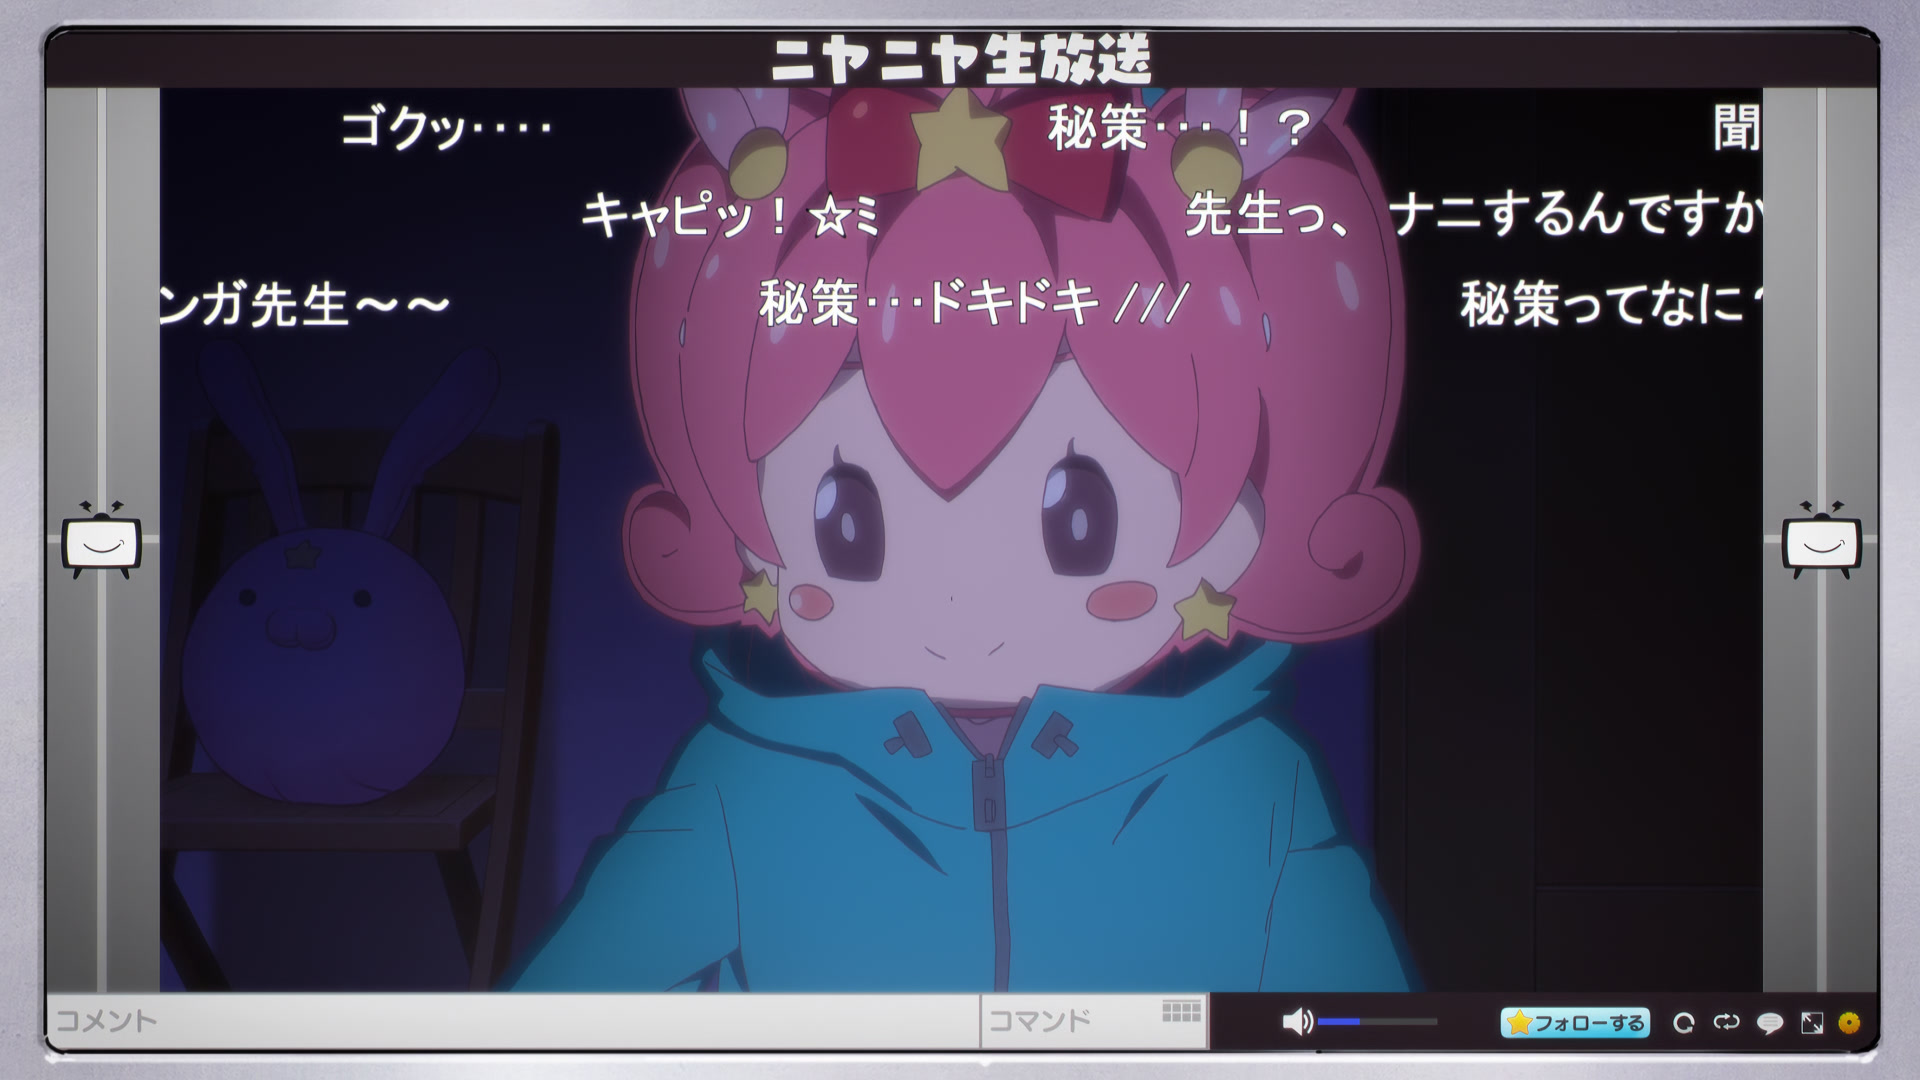 ニヤニヤ生放送
ゴクッ‥‥
秘策‥‥！？
聞
キャピッ！☆ミ
先生っ、ナニするんですか
ンガ先生～～
秘策‥‥ドキドキ ///
秘策ってなに
コメント
コマンド
フォローする